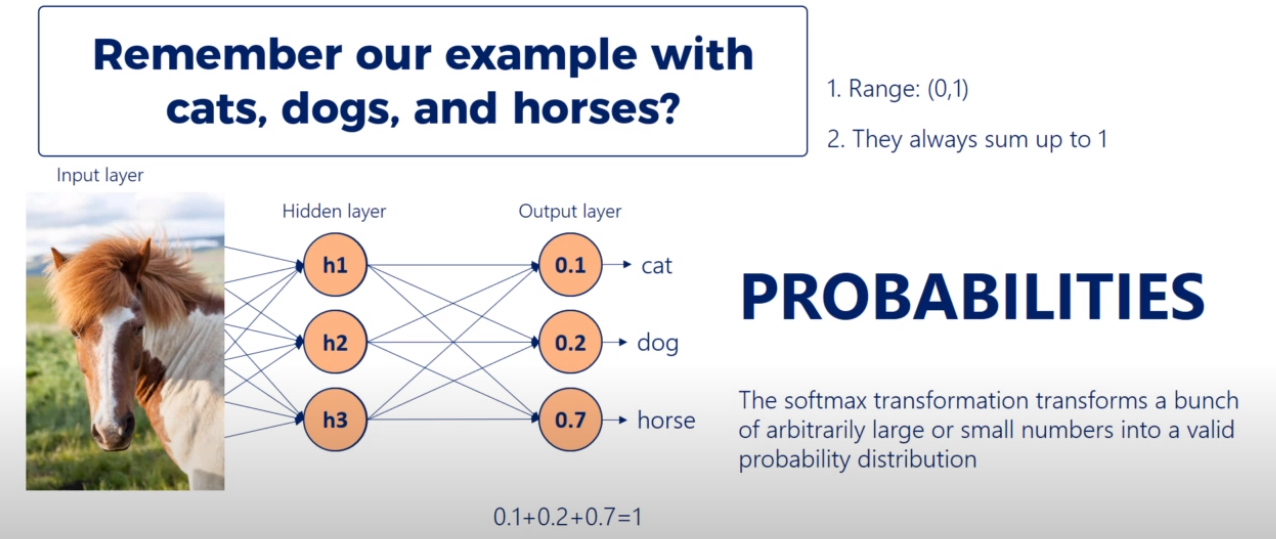 Remember our example with
cats, dogs, and horses?
1. Range: (0,1)
2. They always sum up to 1
Input layer
Hidden layer
Output layer
h1
0.1
cat
h2
0.2
dog
h3
0.7
horse
PROBABILITIES
The softmax transformation transforms a bunch
of arbitrarily large or small numbers into a valid
probability distribution
0.1+0.2+0.7=1